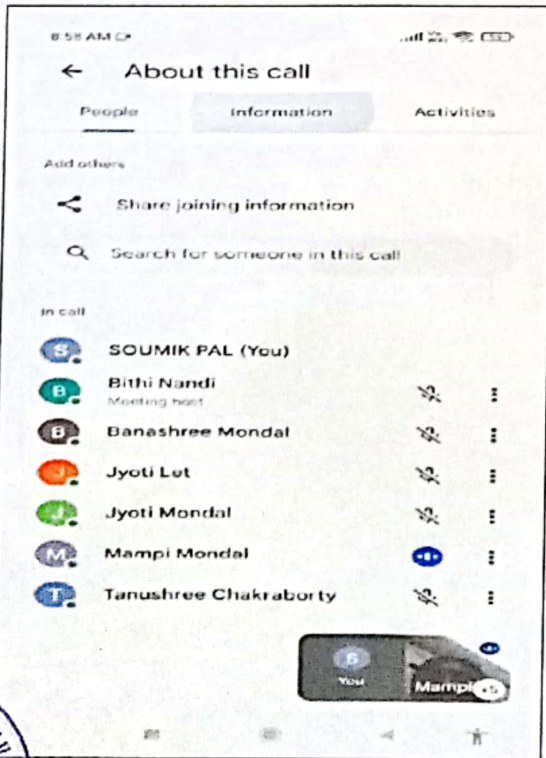 8:58 AM
← About this call
People Information Activities
Add others
Share joining information
Search for someone in this call
In call
S SOUMIK PAL (You)
B Bithi Nandi
Meeting host
B Banashree Mondal
J Jyoti Let
J Jyoti Mondal
M Mampi Mondal
T Tanushree Chakraborty
S
You Mampi +5